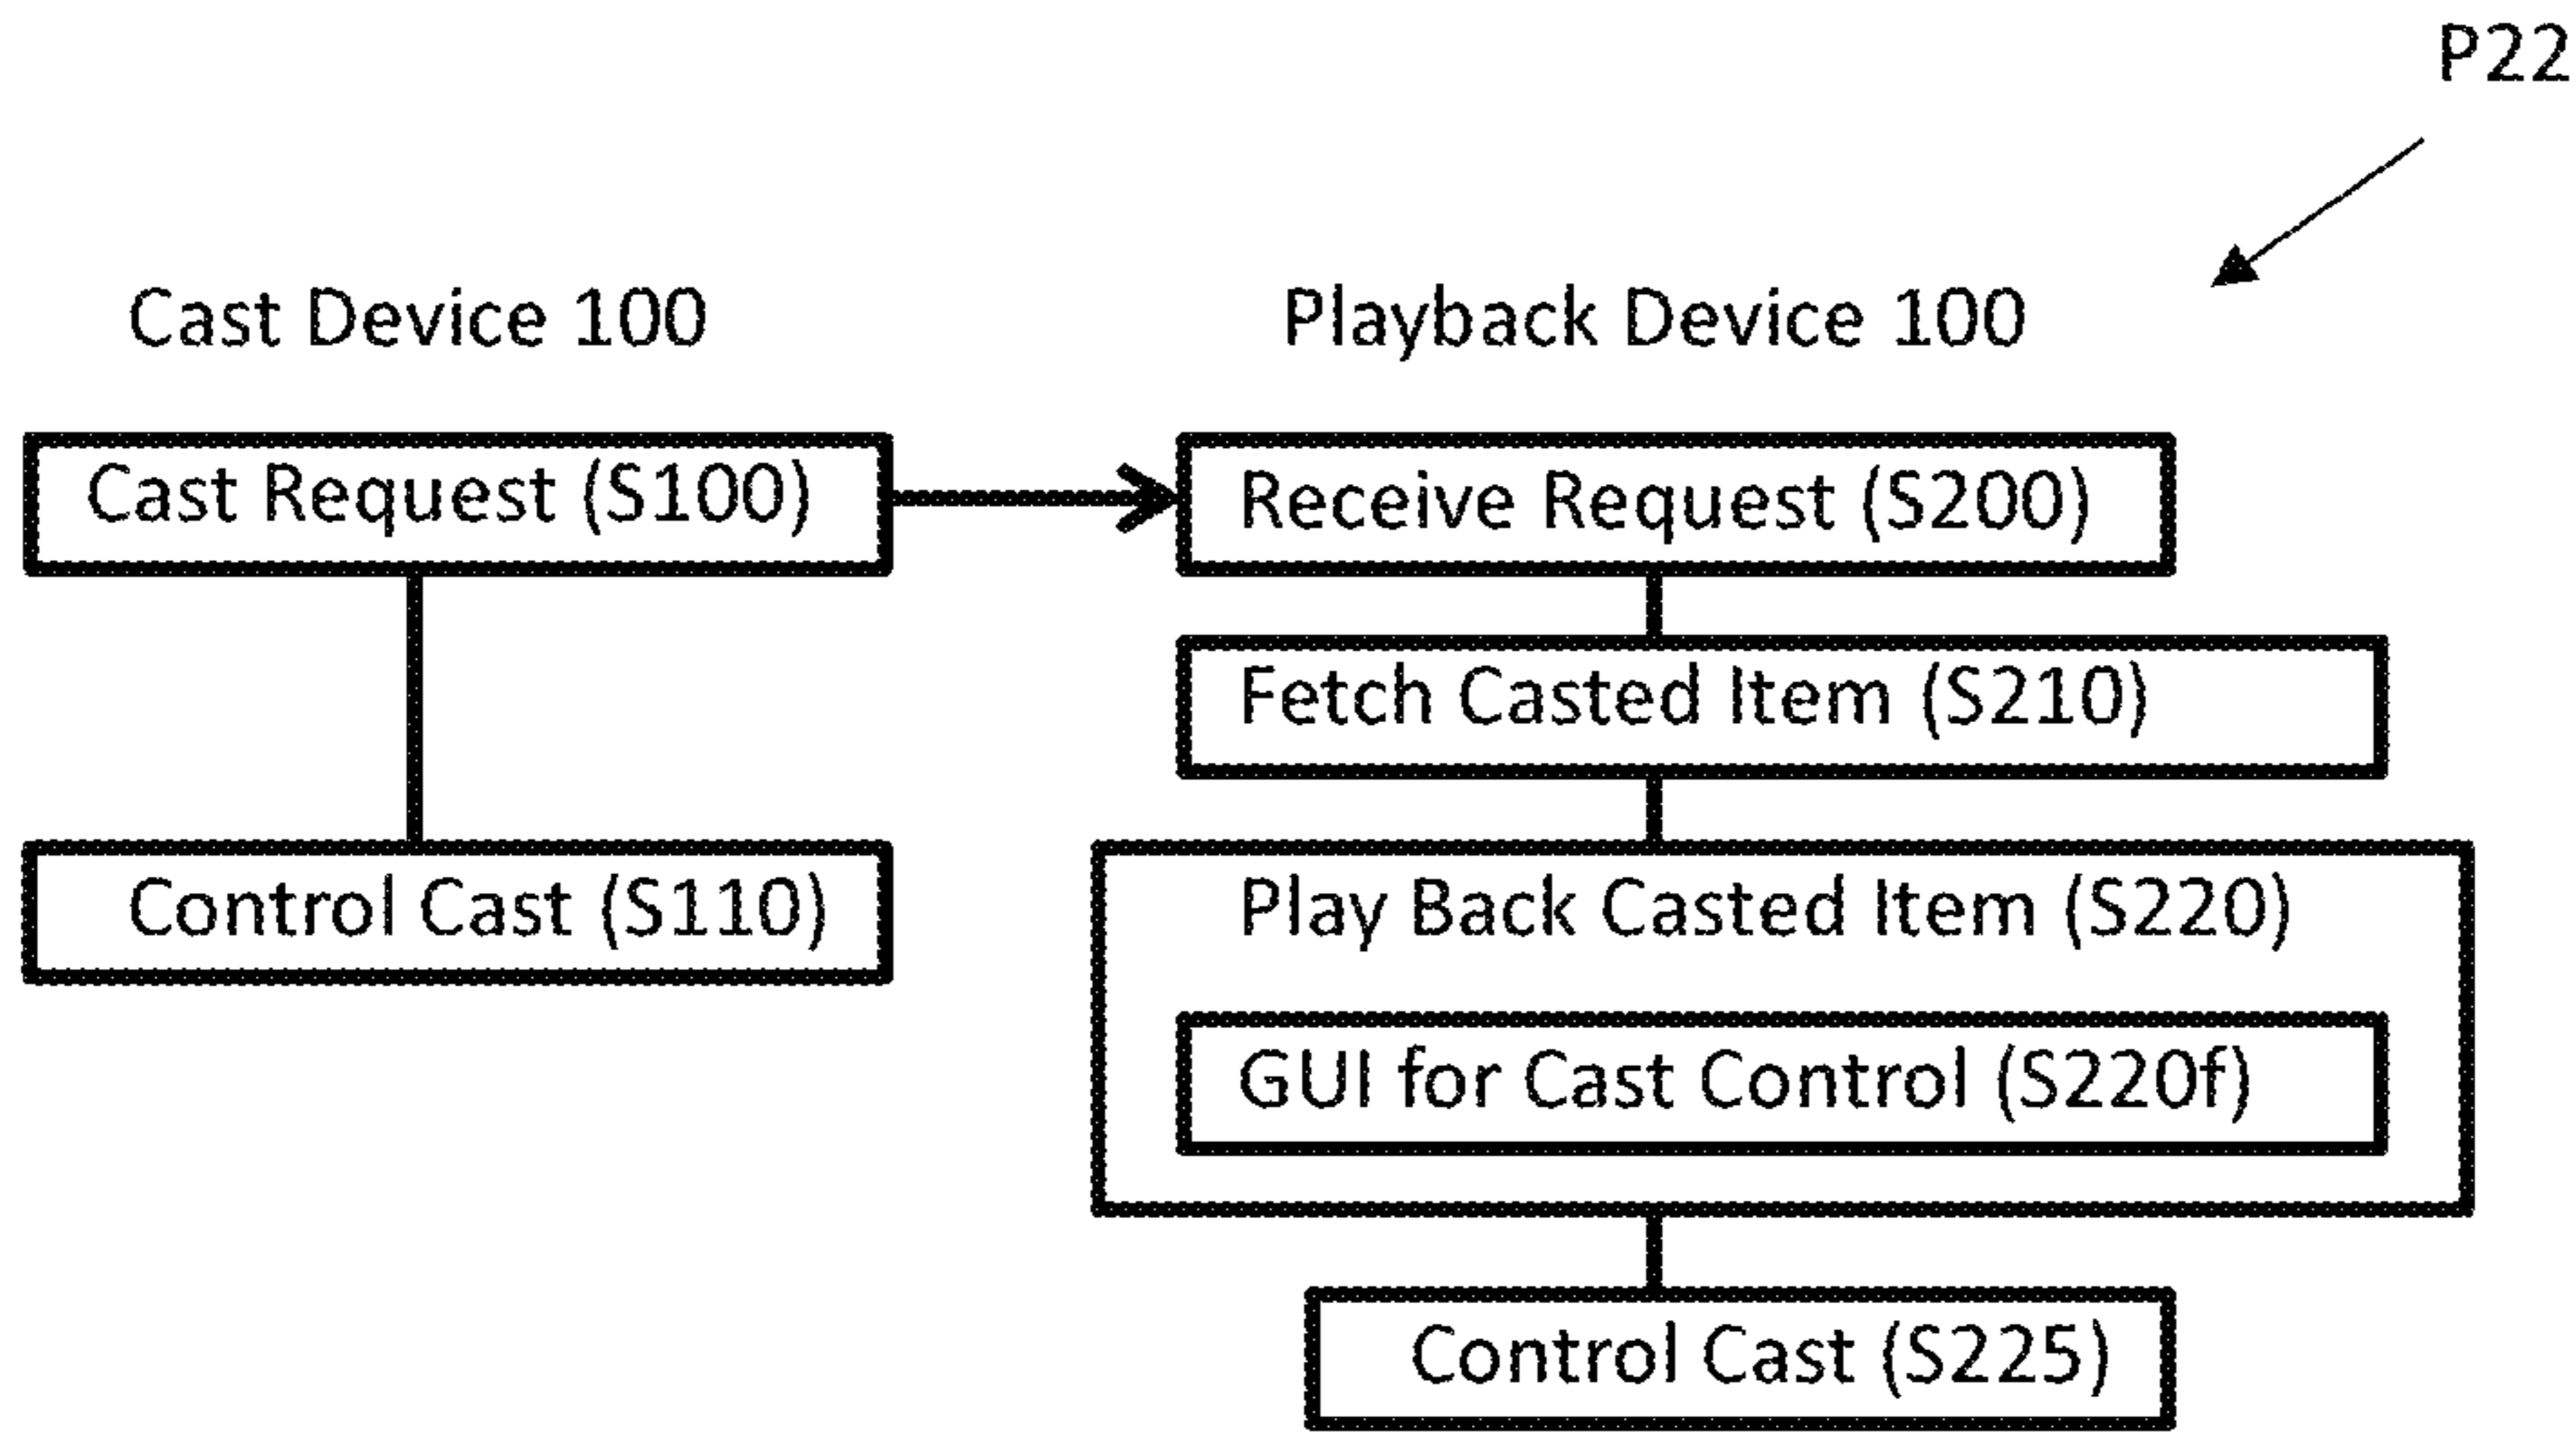 P22
Cast Device 100
Playback Device 100
Cast Request (S100)
Receive Request (S200)
Fetch Casted Item (S210)
Control Cast (S110)
Play Back Casted Item (S220)
GUI for Cast Control (S220f)
Control Cast (S225)